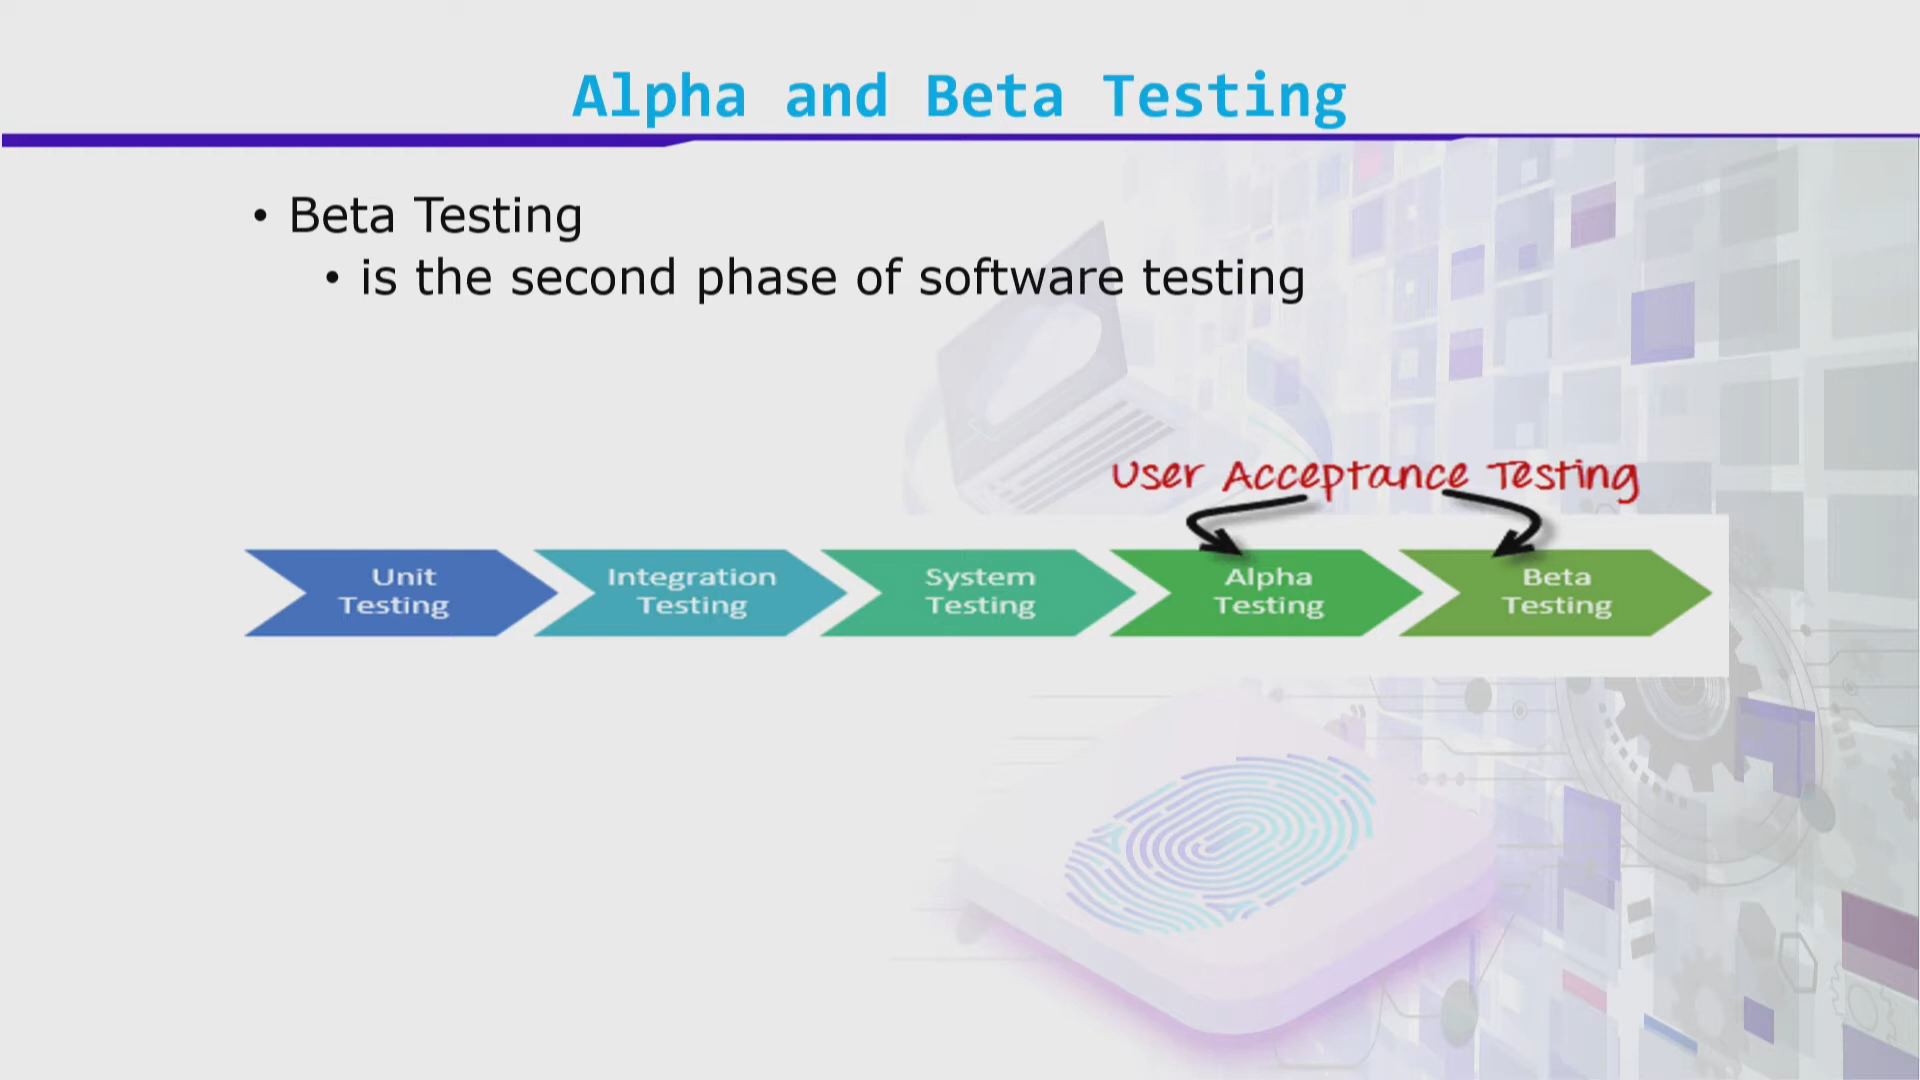 Alpha and Beta Testing
• Beta Testing
• is the second phase of software testing
User Acceptance Testing
Unit
Testing
Integration
Testing
System
Testing
Alpha
Testing
Beta
Testing